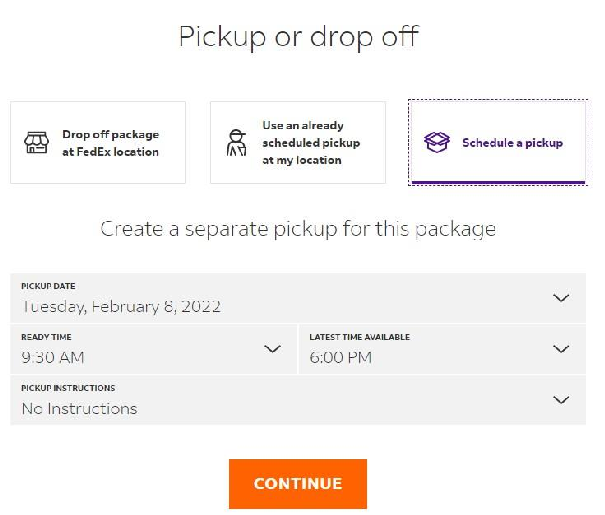 Pickup or drop off
Drop off package
at FedEx location
Use an already
scheduled pickup
at my location
Schedule a pickup
Create a separate pickup for this package
PICKUP DATE
Tuesday, February 8, 2022
READY TIME
9:30 AM
LATEST TIME AVAILABLE
6:00 PM
PICKUP INSTRUCTIONS
No Instructions
CONTINUE